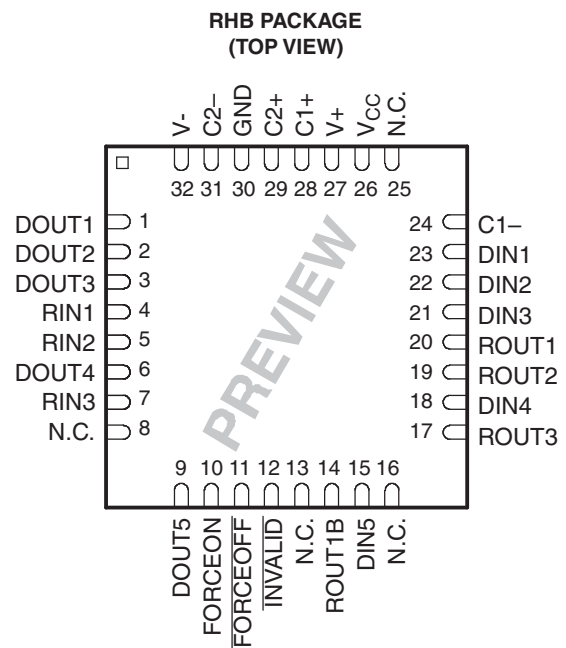 RHB PACKAGE
(TOP VIEW)
V-
C2–
GND
C2+
C1+
V+
VCC
N.C.
32 31 30 29 28 27 26 25
DOUT1 1
DOUT2 2
DOUT3 3
RIN1 4
RIN2 5
DOUT4 6
RIN3 7
N.C. 8
24 C1–
23 DIN1
22 DIN2
21 DIN3
20 ROUT1
19 ROUT2
18 DIN4
17 ROUT3
PREVIEW
9 10 11 12 13 14 15 16
DOUT5
FORCEON
FORCEOFF
INVALID
N.C.
ROUT1B
DIN5
N.C.